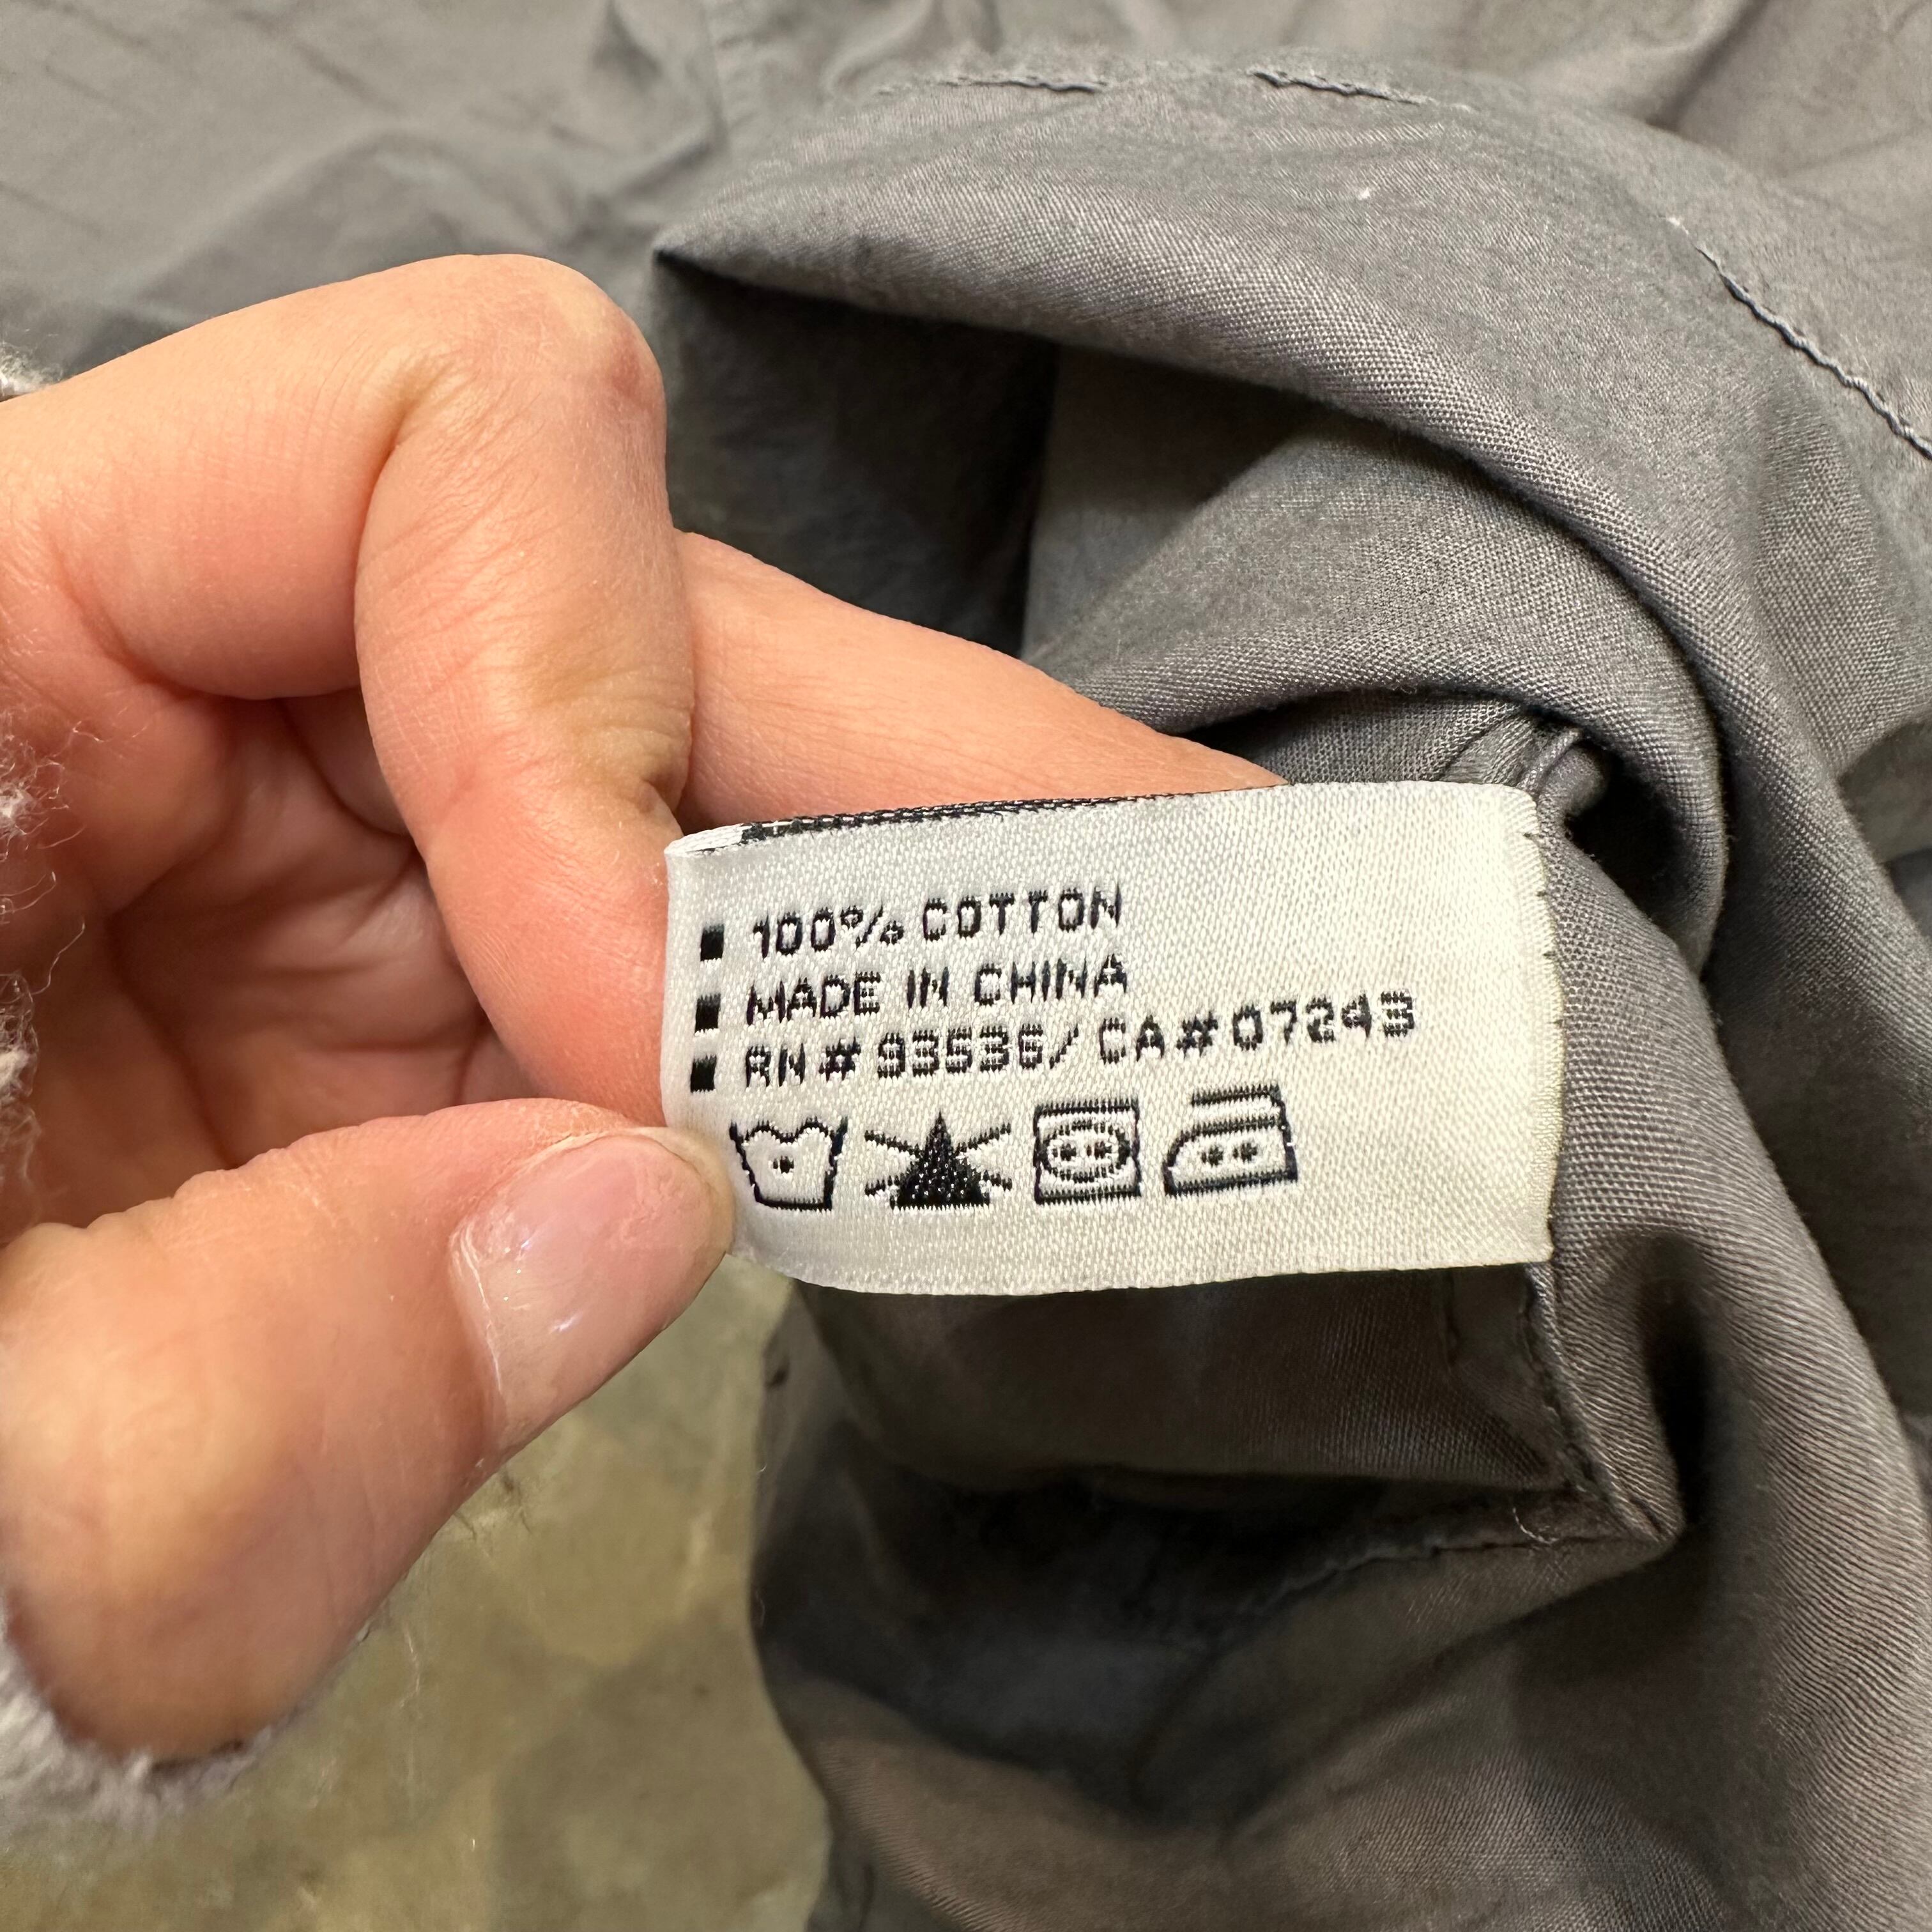 100% COTTON
MADE IN CHINA
RN # 93536/ CA# 07243